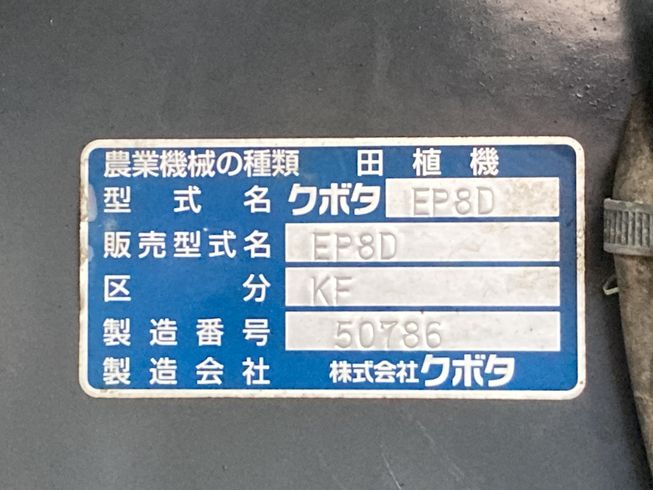 農業機械の種類 田植機
型式名 クボタ EP8D
販売型式名 EP8D
区分 KF
製造番号 50786
製造会社 株式会社クボタ